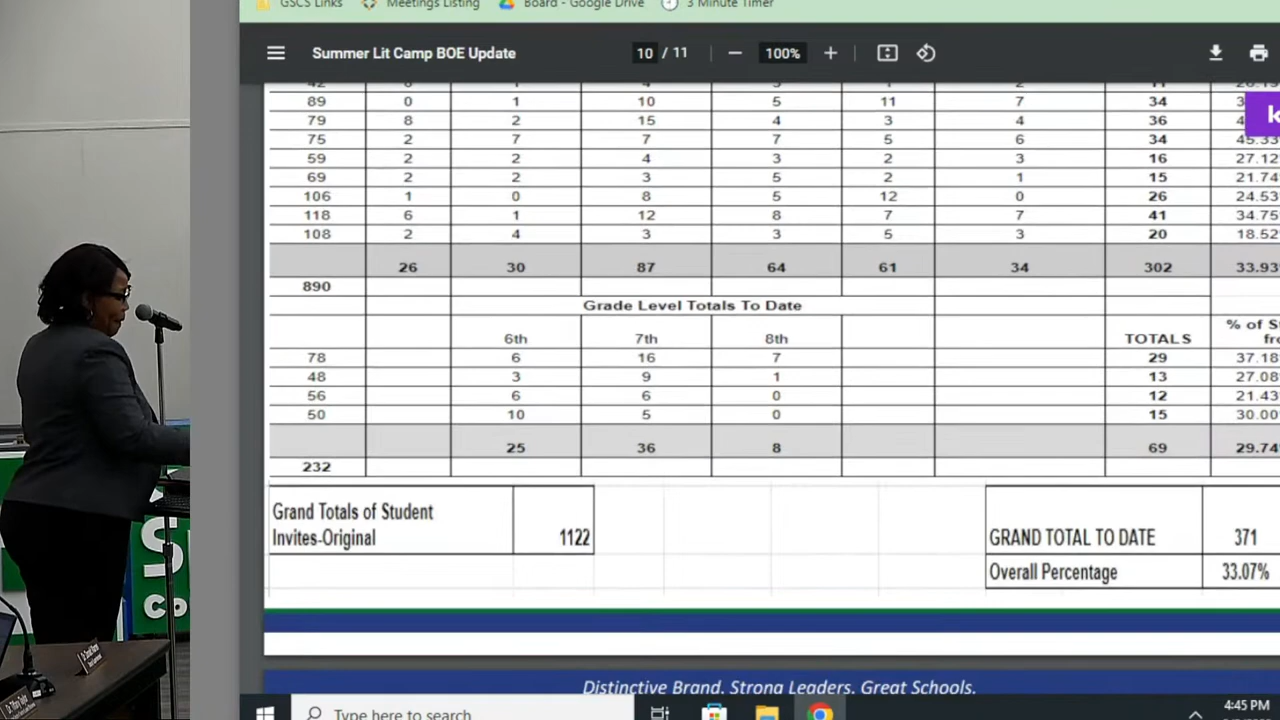 GSCS Links Meetings Listing Board - Google Drive 3 Minute Timer
Summer Lit Camp BOE Update 10 / 11 100%
89 0 1 10 5 11 7 34
79 8 2 15 4 3 4 36
75 2 7 7 7 5 6 34 45.33
59 2 2 4 3 2 3 16 27.12
69 2 2 3 5 2 1 15 21.74
106 1 0 8 5 12 0 26 24.53
118 6 1 12 8 7 7 41 34.75
108 2 4 3 3 5 3 20 18.52
26 30 87 64 61 34 302 33.93
890
Grade Level Totals To Date
6th 7th 8th TOTALS % of
78 6 16 7 29 37.18
48 3 9 1 13 27.08
56 6 6 0 12 21.43
50 10 5 0 15 30.00
25 36 8 69 29.74
232
Grand Totals of Student
Invites-Original 1122
GRAND TOTAL TO DATE 371
Overall Percentage 33.07%
Distinctive Brand. Strong Leaders. Great Schools.
Type here to search
4:45 PM